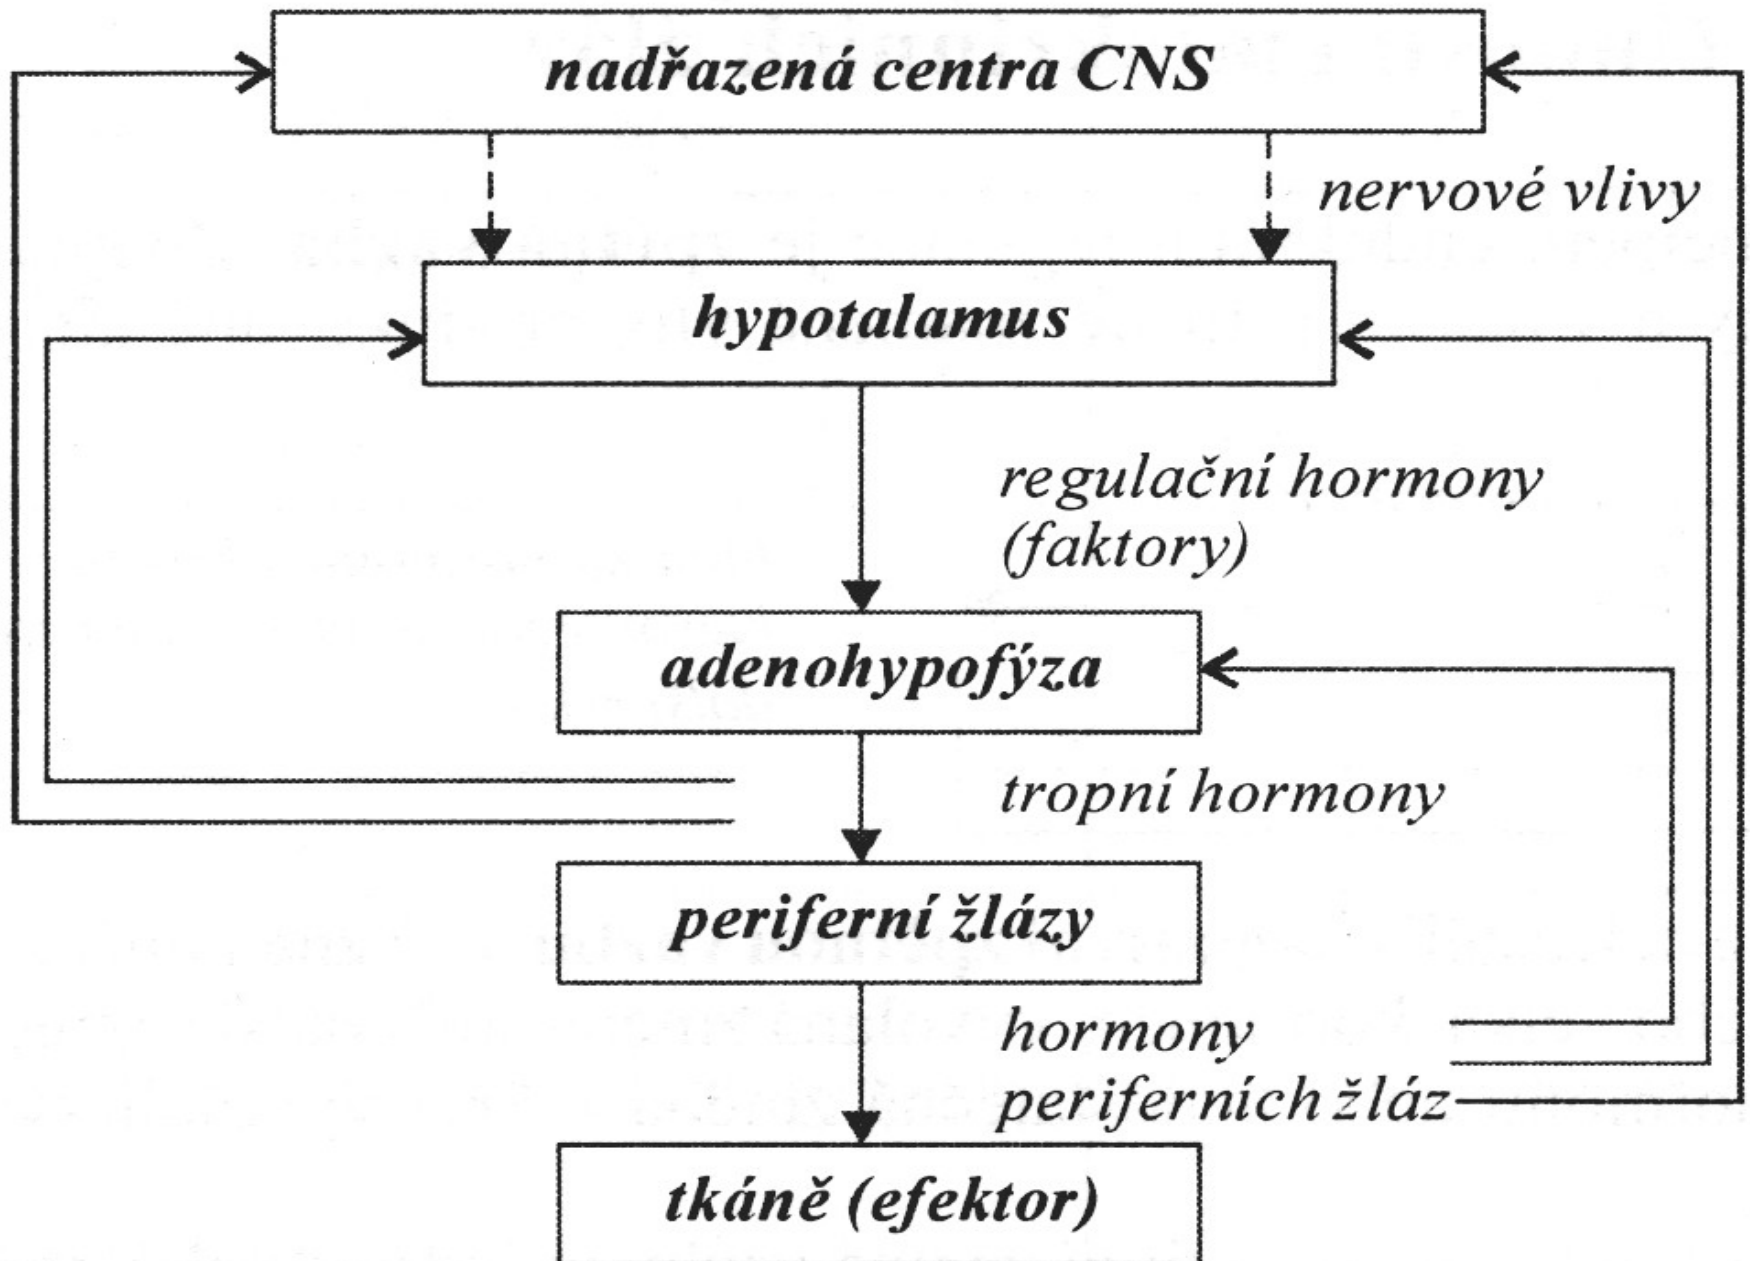 nadřazená centra CNS
nervové vlivy
hypotalamus
regulační hormony
(faktory)
adenohypofýza
tropní hormony
periferní žlázy
hormony
periferních žláz
tkáně (efektor)